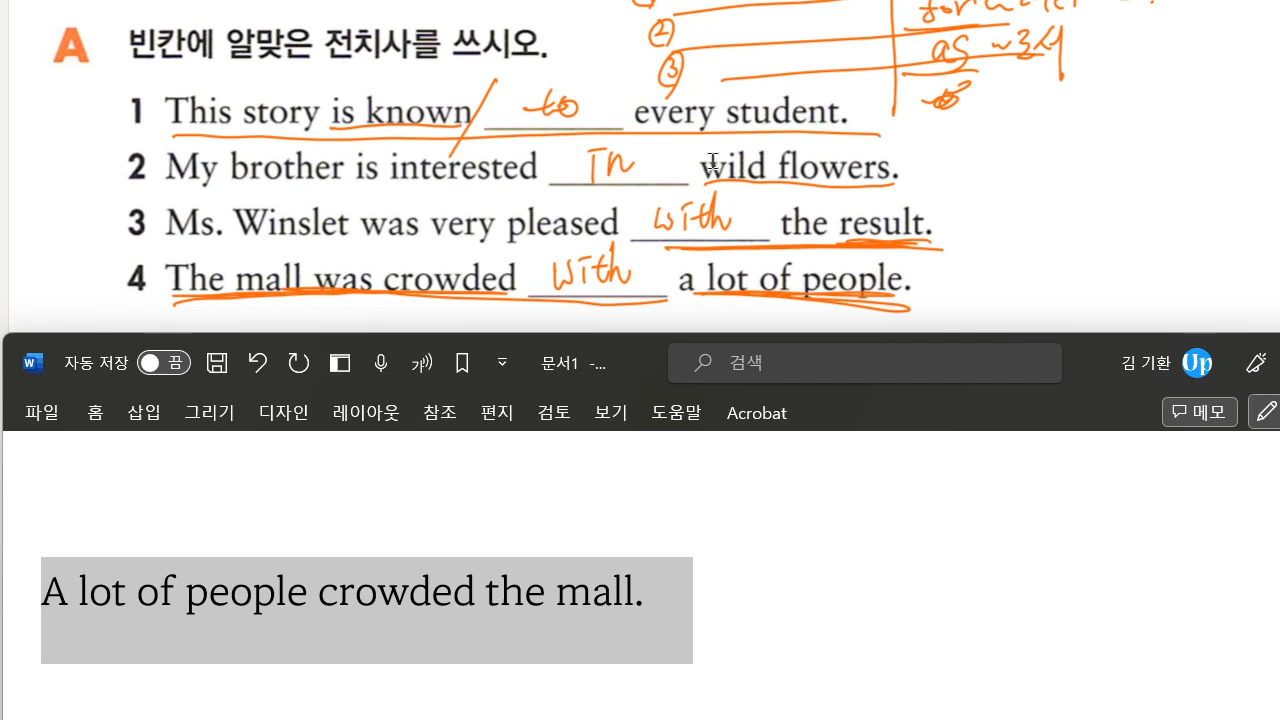 ②
③
as ~로서
A 빈칸에 알맞은 전치사를 쓰시오.
1 This story is known / to every student.
2 My brother is interested in wild flowers.
3 Ms. Winslet was very pleased with the result.
4 The mall was crowded with a lot of people.
자동 저장 끔 가)) 문서1 -... 검색 김 기환 Up
파일 홈 삽입 그리기 디자인 레이아웃 참조 편지 검토 보기 도움말 Acrobat 메모
A lot of people crowded the mall.